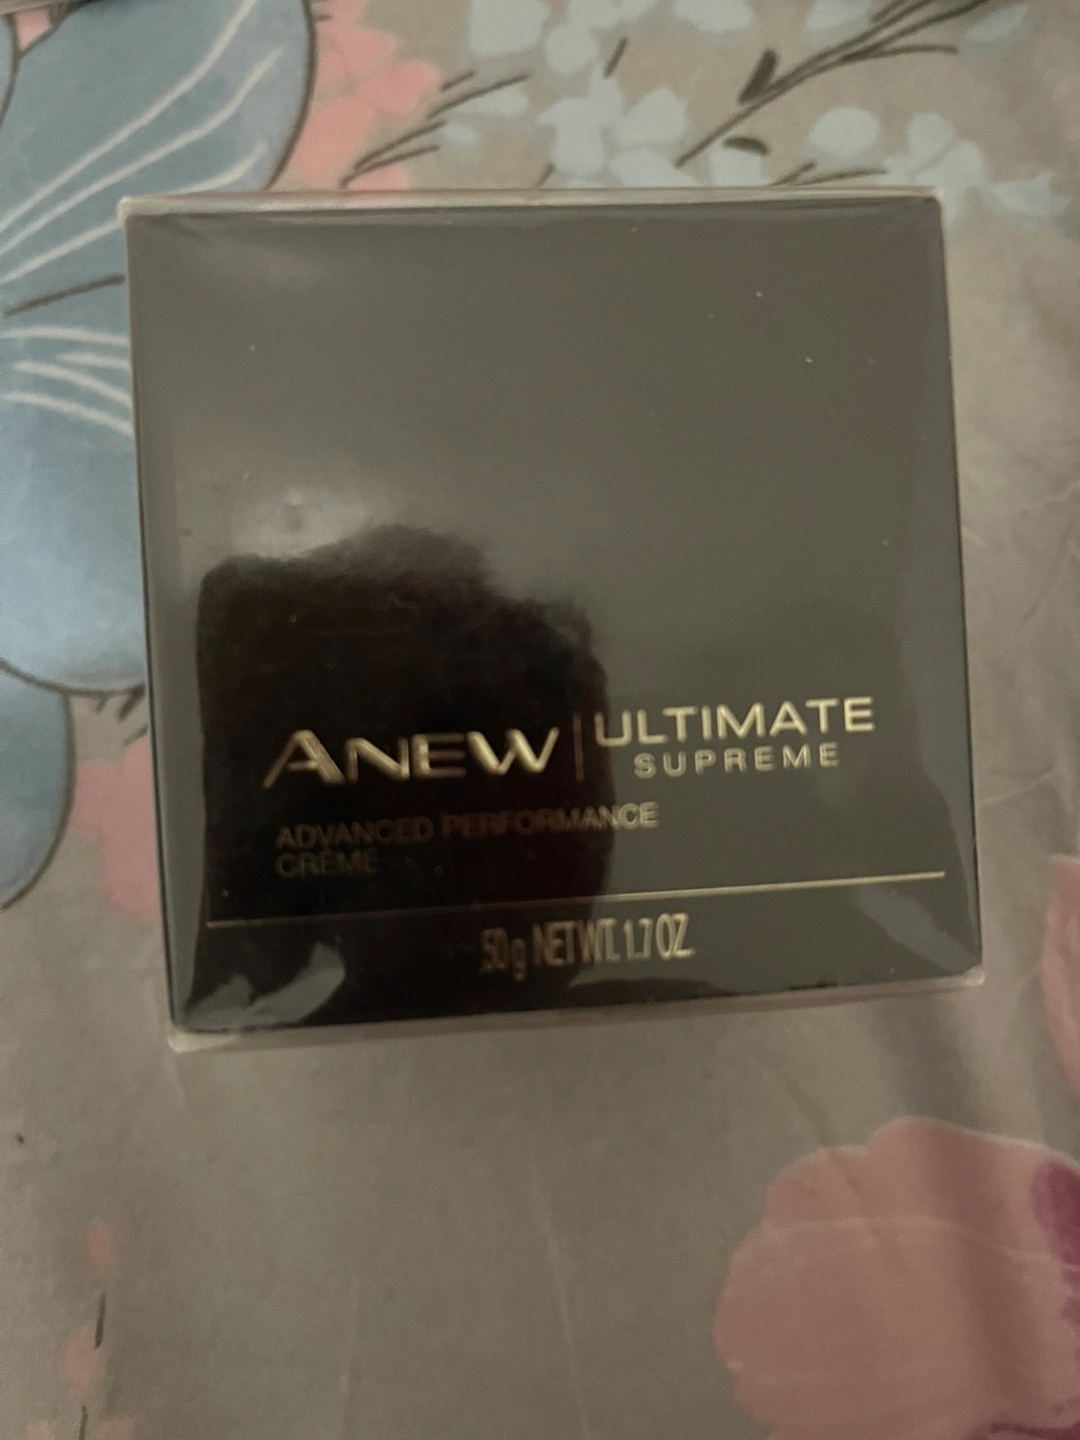 ANEW | ULTIMATE
SUPREME
ADVANCED PERFORMANCE
CRÈME
50g NET WT. 1.7 OZ